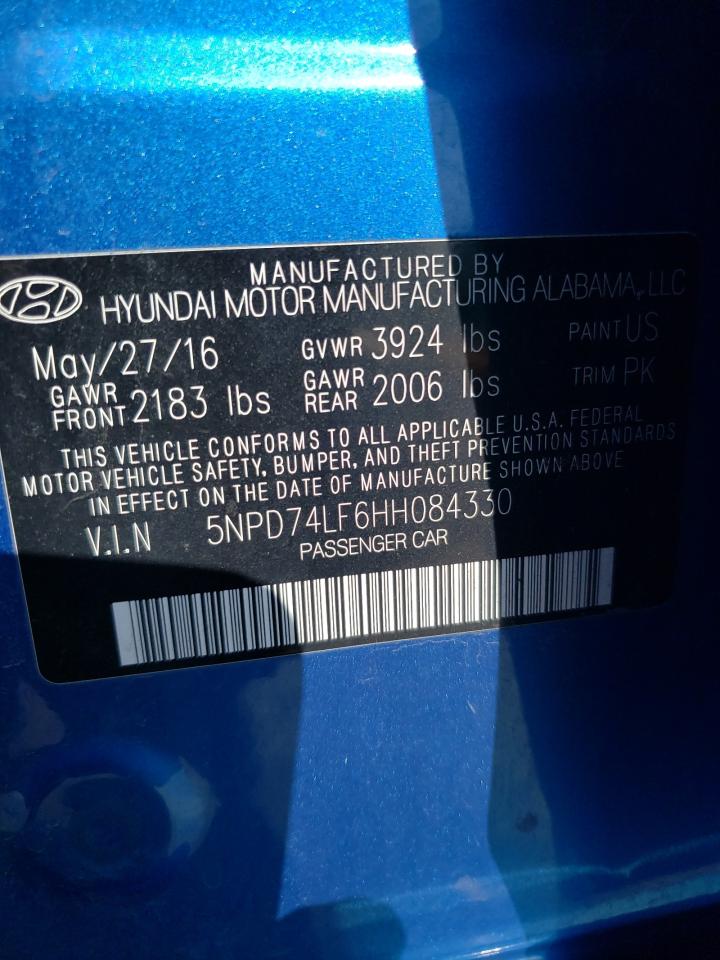 MANUFACTURED BY
HYUNDAI MOTOR MANUFACTURING ALABAMA, LLC
May/27/16 GVWR 3924 lbs PAINT US
GAWR FRONT 2183 lbs GAWR REAR 2006 lbs TRIM PK
THIS VEHICLE CONFORMS TO ALL APPLICABLE U.S.A. FEDERAL
MOTOR VEHICLE SAFETY, BUMPER, AND THEFT PREVENTION STANDARDS
IN EFFECT ON THE DATE OF MANUFACTURE SHOWN ABOVE
V.I.N 5NPD74LF6HH084330
PASSENGER CAR